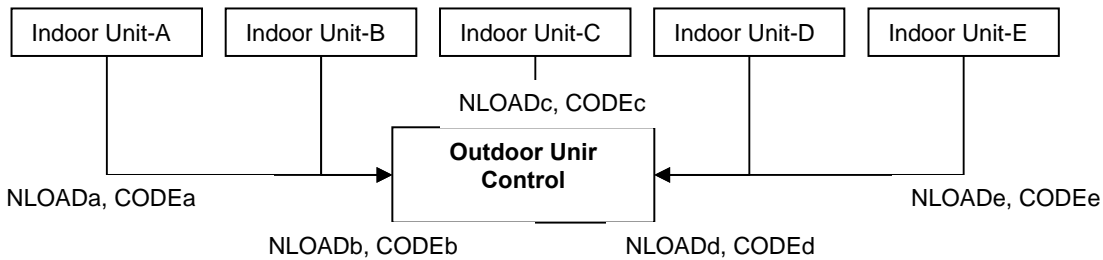 Indoor Unit-A
Indoor Unit-B
Indoor Unit-C
Indoor Unit-D
Indoor Unit-E
NLOADc, CODEc
Outdoor Unir
Control
NLOADa, CODEa
NLOADe, CODEe
NLOADb, CODEb
NLOADd, CODEd